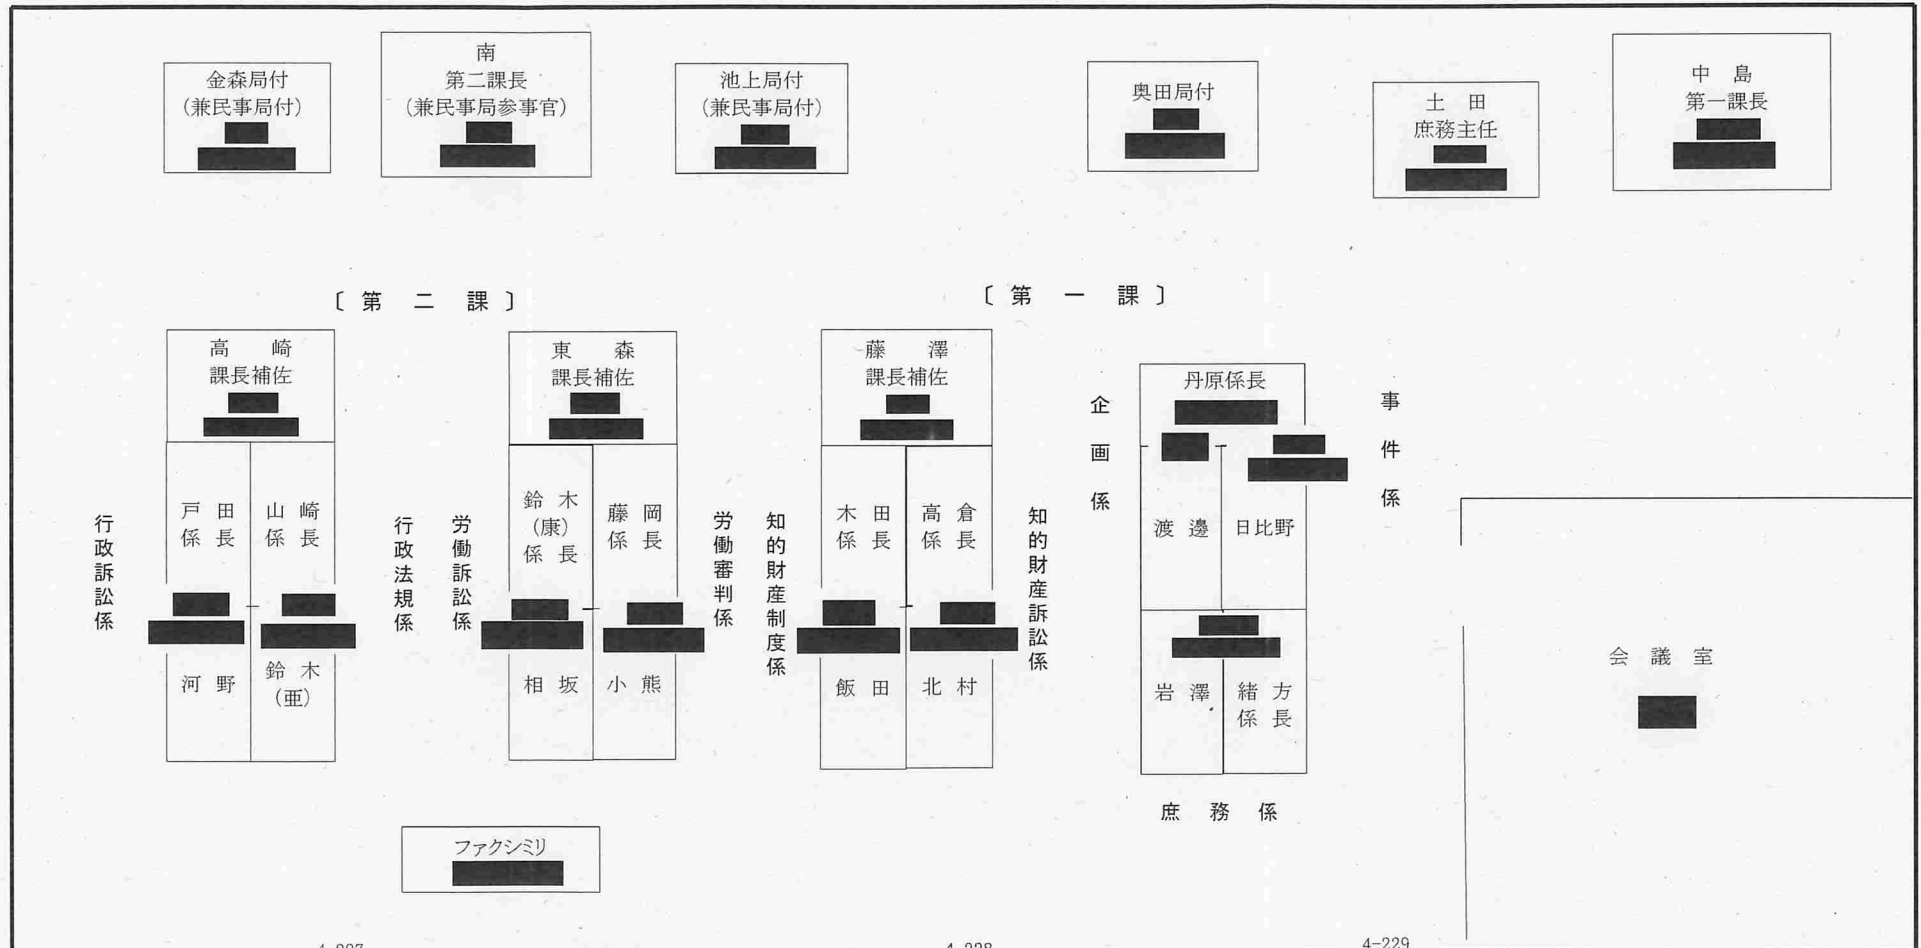 金森局付
(兼民事局付)
南
第二課長
(兼民事局参事官)
池上局付
(兼民事局付)
奥田局付
土田
庶務主任
中島
第一課長
〔第二課〕
〔第一課〕
高崎
課長補佐
東森
課長補佐
藤澤
課長補佐
丹原係長
企画係
事件係
行政訴訟係
戸田
係長
山崎
係長
行政法規係
労働訴訟係
鈴木
(康)
係長
藤岡
係長
労働審判係
知的財産制度係
木田
係長
高倉
係長
知的財産訴訟係
渡邊
日比野
河野
鈴木
(亜)
相坂
小熊
飯田
北村
岩澤
緒方
係長
会議室
庶務係
ファクシミリ
4-229